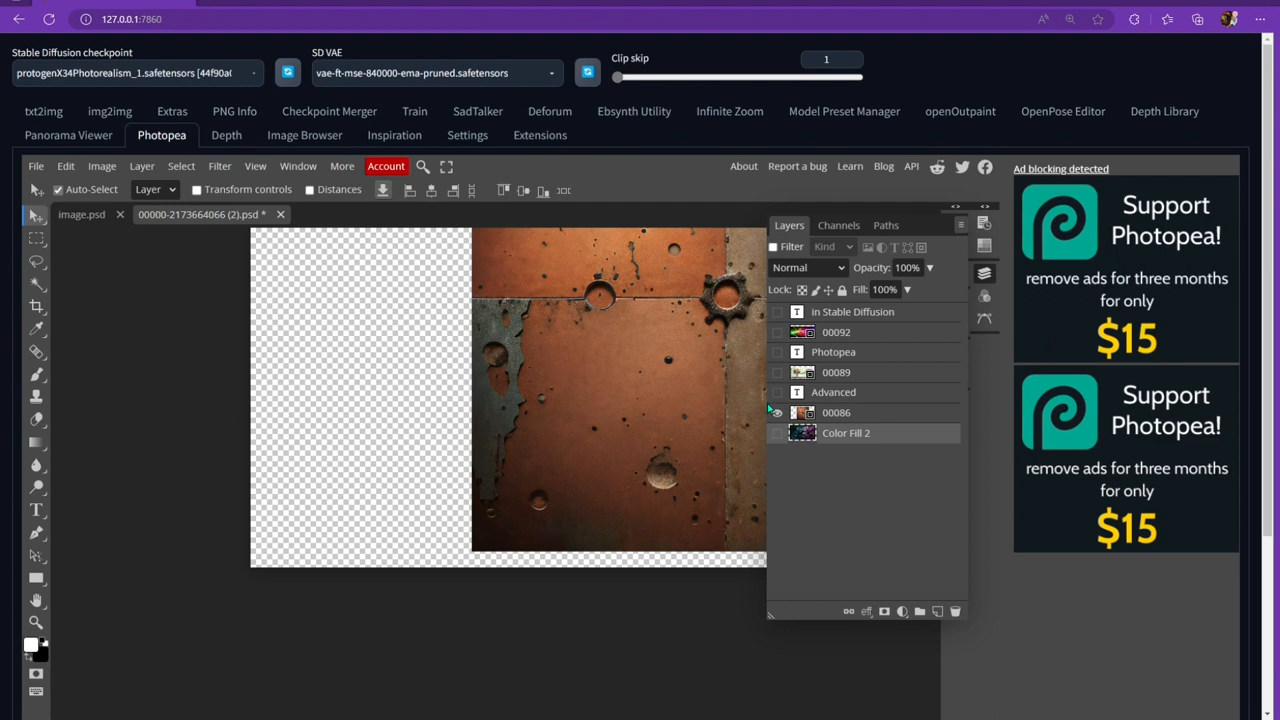 127.0.0.1:7860
Stable Diffusion checkpoint
SD VAE
Clip skip
1
protogenX34Photorealism_1.safetensors [44f90a(
vae-ft-mse-840000-ema-pruned.safetensors
txt2img
img2img
Extras
PNG Info
Checkpoint Merger
Train
SadTalker
Deforum
Ebsynth Utility
Infinite Zoom
Model Preset Manager
openOutpaint
OpenPose Editor
Depth Library
Panorama Viewer
Photopea
Depth
Image Browser
Inspiration
Settings
Extensions
File
Edit
Image
Layer
Select
Filter
View
Window
More
Account
About
Report a bug
Learn
Blog
API
Ad blocking detected
Auto-Select
Layer
Transform controls
Distances
image.psd
00000-2173664066 (2).psd *
Layers
Channels
Paths
Filter
Kind
Normal
Opacity: 100%
Lock:
Fill: 100%
in Stable Diffusion
00092
Photopea
00089
Advanced
00086
Color Fill 2
eff
Support
Photopea!
remove ads for three months
for only
$15
Support
Photopea!
remove ads for three months
for only
$15